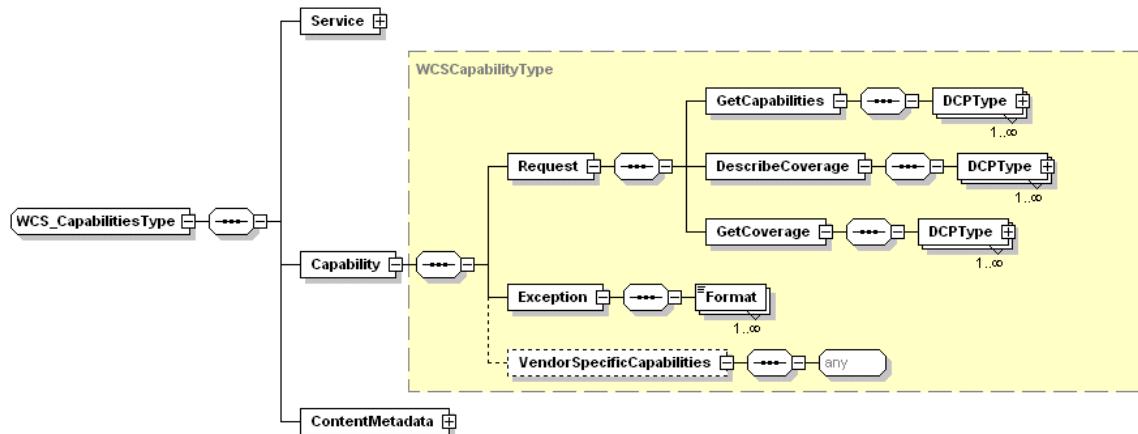 Service
WCSCapabilityType
GetCapabilities
DCPType
1..∞
Request
DescribeCoverage
DCPType
1..∞
WCS_CapabilitiesType
GetCoverage
DCPType
1..∞
Capability
Exception
Format
1..∞
VendorSpecificCapabilities
any
ContentMetadata